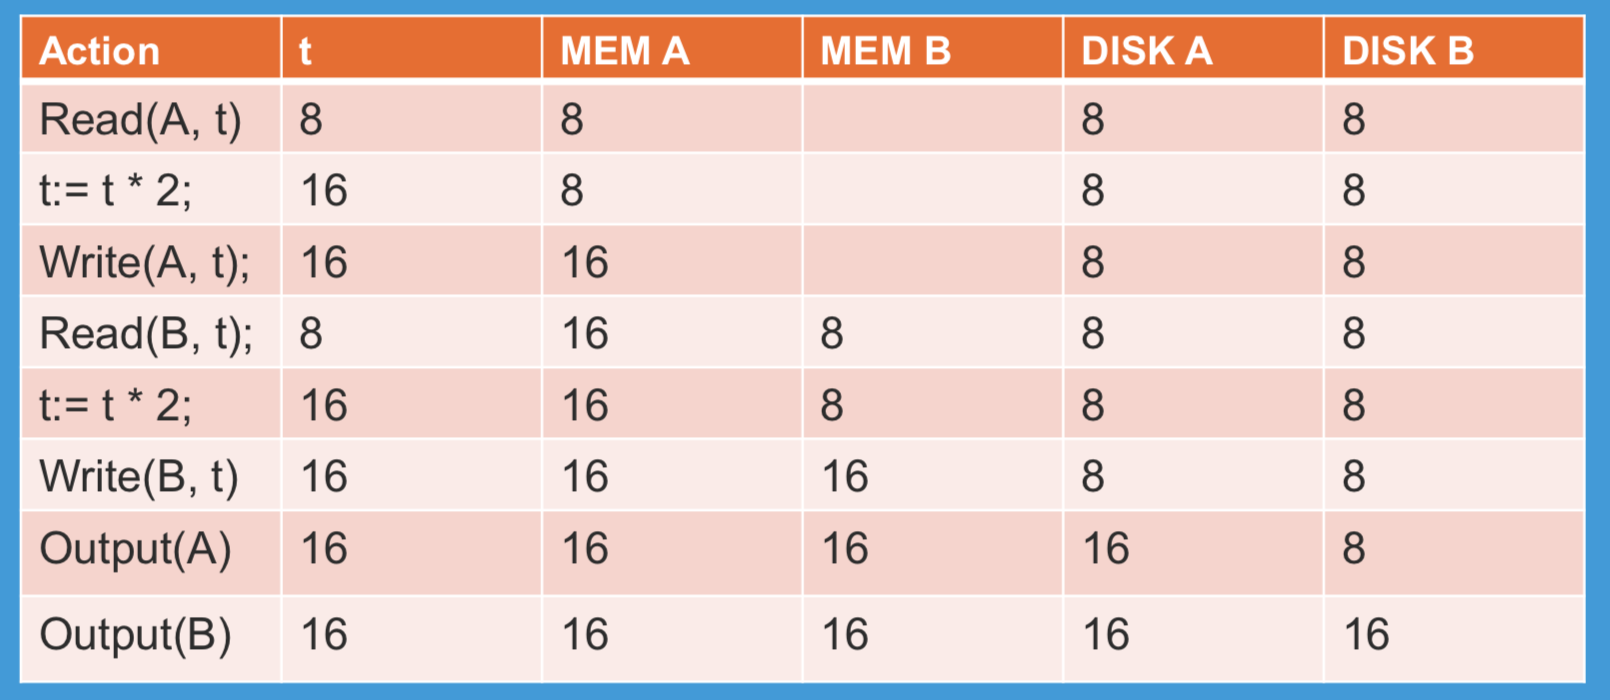 Action t MEM A MEM B DISK A DISK B
Read(A, t) 8 8 8 8
t:= t * 2; 16 8 8 8
Write(A, t); 16 16 8 8
Read(B, t); 8 16 8 8 8
t:= t * 2; 16 16 8 8 8
Write(B, t) 16 16 16 8 8
Output(A) 16 16 16 16 8
Output(B) 16 16 16 16 16